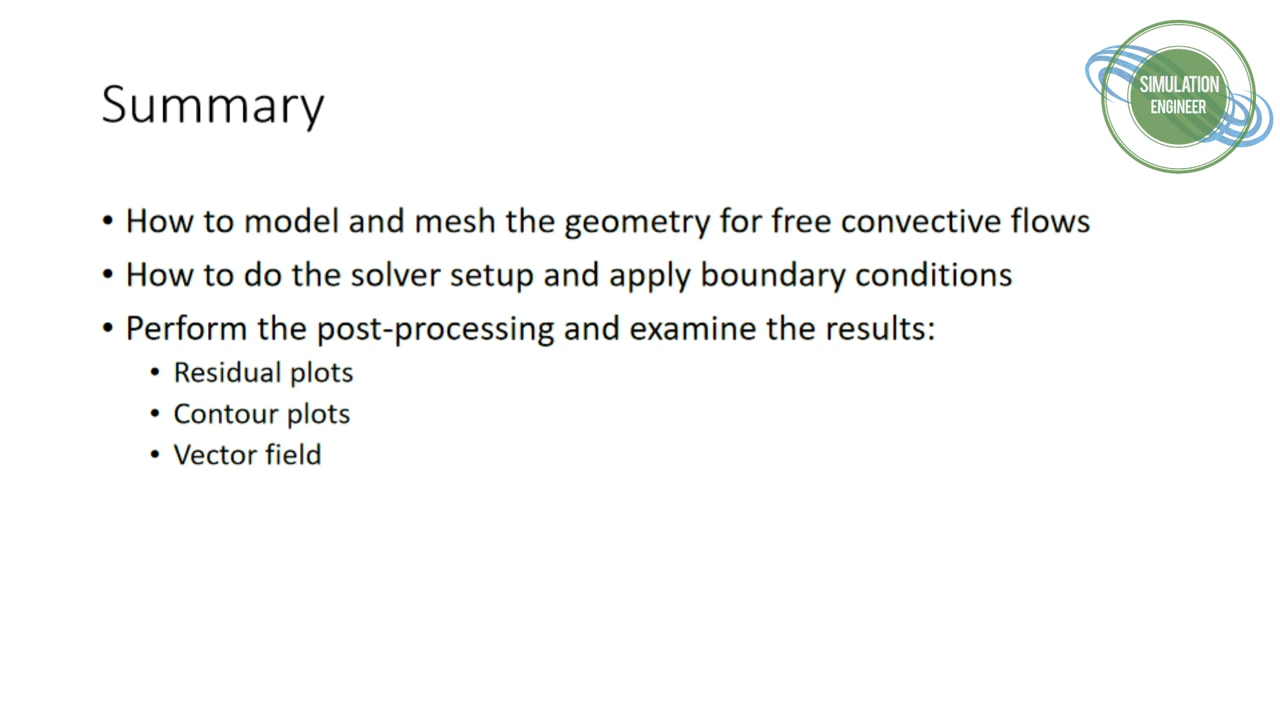 SIMULATION
ENGINEER
Summary
• How to model and mesh the geometry for free convective flows
• How to do the solver setup and apply boundary conditions
• Perform the post-processing and examine the results:
• Residual plots
• Contour plots
• Vector field